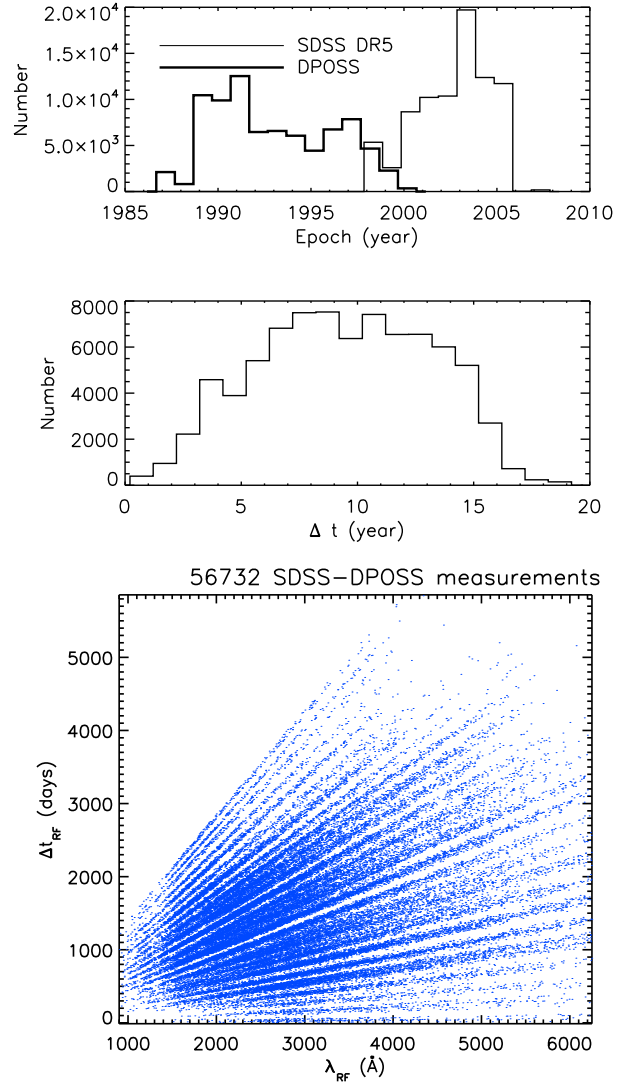 2.0×10⁴
1.5×10⁴
1.0×10⁴
5.0×10³
0
Number
SDSS DR5
DPOSS
1985 1990 1995 2000 2005 2010
Epoch (year)
8000
6000
4000
2000
0
Number
0 5 10 15 20
Δ t (year)
56732 SDSS−DPOSS measurements
5000
4000
3000
2000
1000
0
Δt_RF (days)
1000 2000 3000 4000 5000 6000
λ_RF (Å)